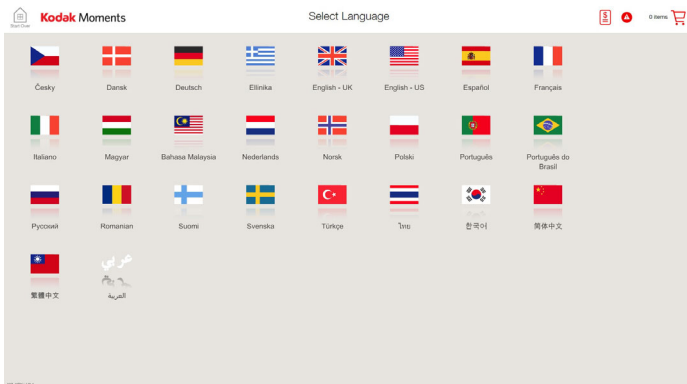 Start Over
Kodak Moments
Select Language
0 items
Česky
Dansk
Deutsch
Ellinika
English - UK
English - US
Español
Français
Italiano
Magyar
Bahasa Malaysia
Nederlands
Norsk
Polski
Português
Português do
Brasil
Русский
Romanian
Suomi
Svenska
Türkçe
ไทย
한국어
简体中文
繁體中文
عربي
العربية